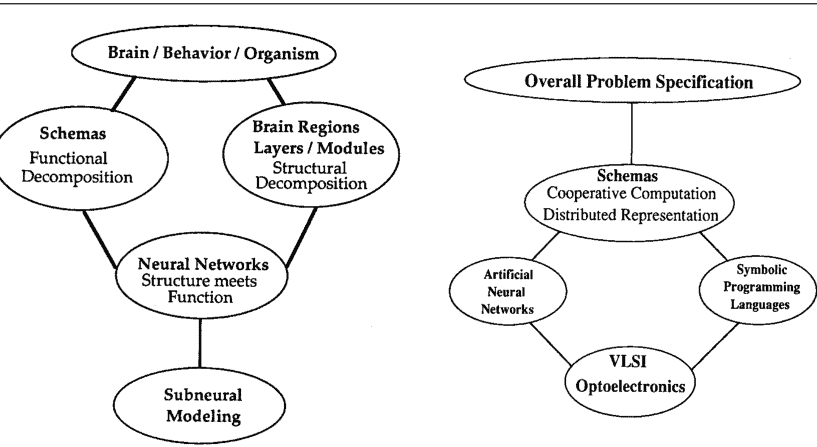 Brain / Behavior / Organism
Schemas
Functional
Decomposition
Brain Regions
Layers / Modules
Structural
Decomposition
Neural Networks
Structure meets
Function
Subneural
Modeling
Overall Problem Specification
Schemas
Cooperative Computation
Distributed Representation
Artificial
Neural
Networks
Symbolic
Programming
Languages
VLSI
Optoelectronics